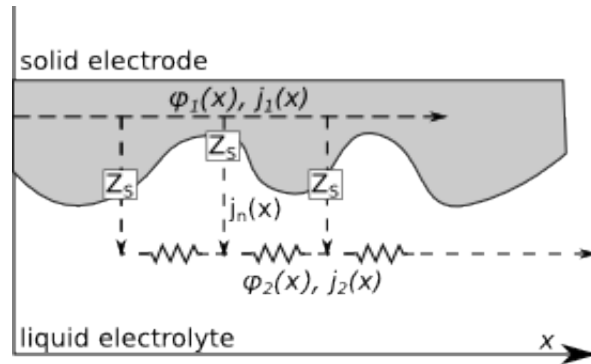 solid electrode
φ₁(x), j₁(x)
Zₛ
Zₛ
Zₛ
jₙ(x)
φ₂(x), j₂(x)
liquid electrolyte
x